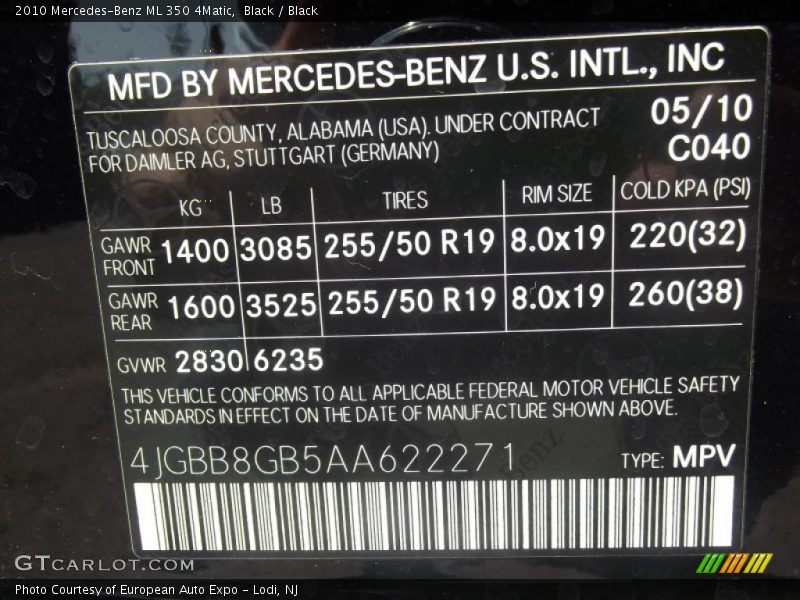 2010 Mercedes-Benz ML 350 4Matic, Black / Black
MFD BY MERCEDES-BENZ U.S. INTL., INC
TUSCALOOSA COUNTY, ALABAMA (USA). UNDER CONTRACT 05/10
FOR DAIMLER AG, STUTTGART (GERMANY) C040
KG LB TIRES RIM SIZE COLD KPA (PSI)
GAWR FRONT 1400 3085 255/50 R19 8.0x19 220(32)
GAWR REAR 1600 3525 255/50 R19 8.0x19 260(38)
GVWR 2830 6235
THIS VEHICLE CONFORMS TO ALL APPLICABLE FEDERAL MOTOR VEHICLE SAFETY
STANDARDS IN EFFECT ON THE DATE OF MANUFACTURE SHOWN ABOVE.
4JGBB8GB5AA622271 TYPE: MPV
GTCARLOT.COM
Photo Courtesy of European Auto Expo - Lodi, NJ